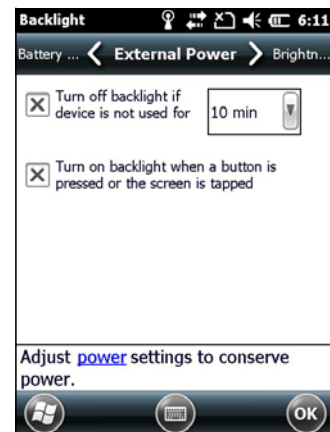 Backlight 6:11
Battery ... External Power Brightn...
Turn off backlight if
device is not used for 10 min
Turn on backlight when a button is
pressed or the screen is tapped
Adjust power settings to conserve
power.
OK